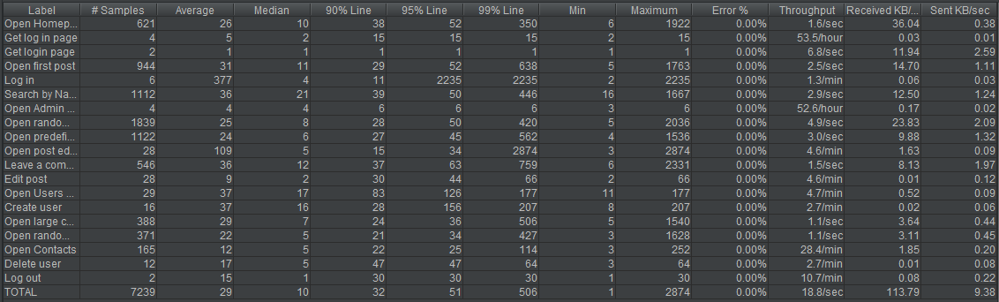 Label # Samples Average Median 90% Line 95% Line 99% Line Min Maximum Error % Throughput Received KB/... Sent KB/sec
Open Homep... 621 26 10 38 52 350 6 1922 0.00% 1.6/sec 36.04 0.38
Get log in page 4 5 2 15 15 15 2 15 0.00% 53.5/hour 0.03 0.01
Get login page 2 1 1 1 1 1 1 1 0.00% 6.8/sec 11.94 2.59
Open first post 944 31 11 29 52 638 5 1763 0.00% 2.5/sec 14.70 1.11
Log in 6 377 4 11 2235 2235 2 2235 0.00% 1.3/min 0.06 0.03
Search by Na... 1112 36 21 39 50 446 16 1667 0.00% 2.9/sec 12.50 1.24
Open Admin ... 4 4 4 6 6 6 3 6 0.00% 52.6/hour 0.17 0.02
Open rando... 1839 25 8 28 50 420 5 2036 0.00% 4.9/sec 23.83 2.09
Open predefi... 1122 24 6 27 45 562 4 1536 0.00% 3.0/sec 9.88 1.32
Open post ed... 28 109 5 15 34 2874 3 2874 0.00% 4.6/min 1.63 0.09
Leave a com... 546 36 12 37 63 759 6 2331 0.00% 1.5/sec 8.13 1.97
Edit post 28 9 2 30 44 66 2 66 0.00% 4.6/min 0.01 0.12
Open Users ... 29 37 17 83 126 177 11 177 0.00% 4.7/min 0.52 0.09
Create user 16 37 16 28 156 207 8 207 0.00% 2.7/min 0.02 0.06
Open large c... 388 29 7 24 36 506 5 1540 0.00% 1.1/sec 3.64 0.44
Open rando... 371 22 5 21 34 427 3 1628 0.00% 1.1/sec 3.11 0.45
Open Contacts 165 12 5 22 25 114 3 252 0.00% 28.4/min 1.85 0.20
Delete user 12 17 5 47 47 64 3 64 0.00% 2.7/min 0.01 0.08
Log out 2 15 1 30 30 30 1 30 0.00% 10.7/min 0.08 0.22
TOTAL 7239 29 10 32 51 506 1 2874 0.00% 18.8/sec 113.79 9.38